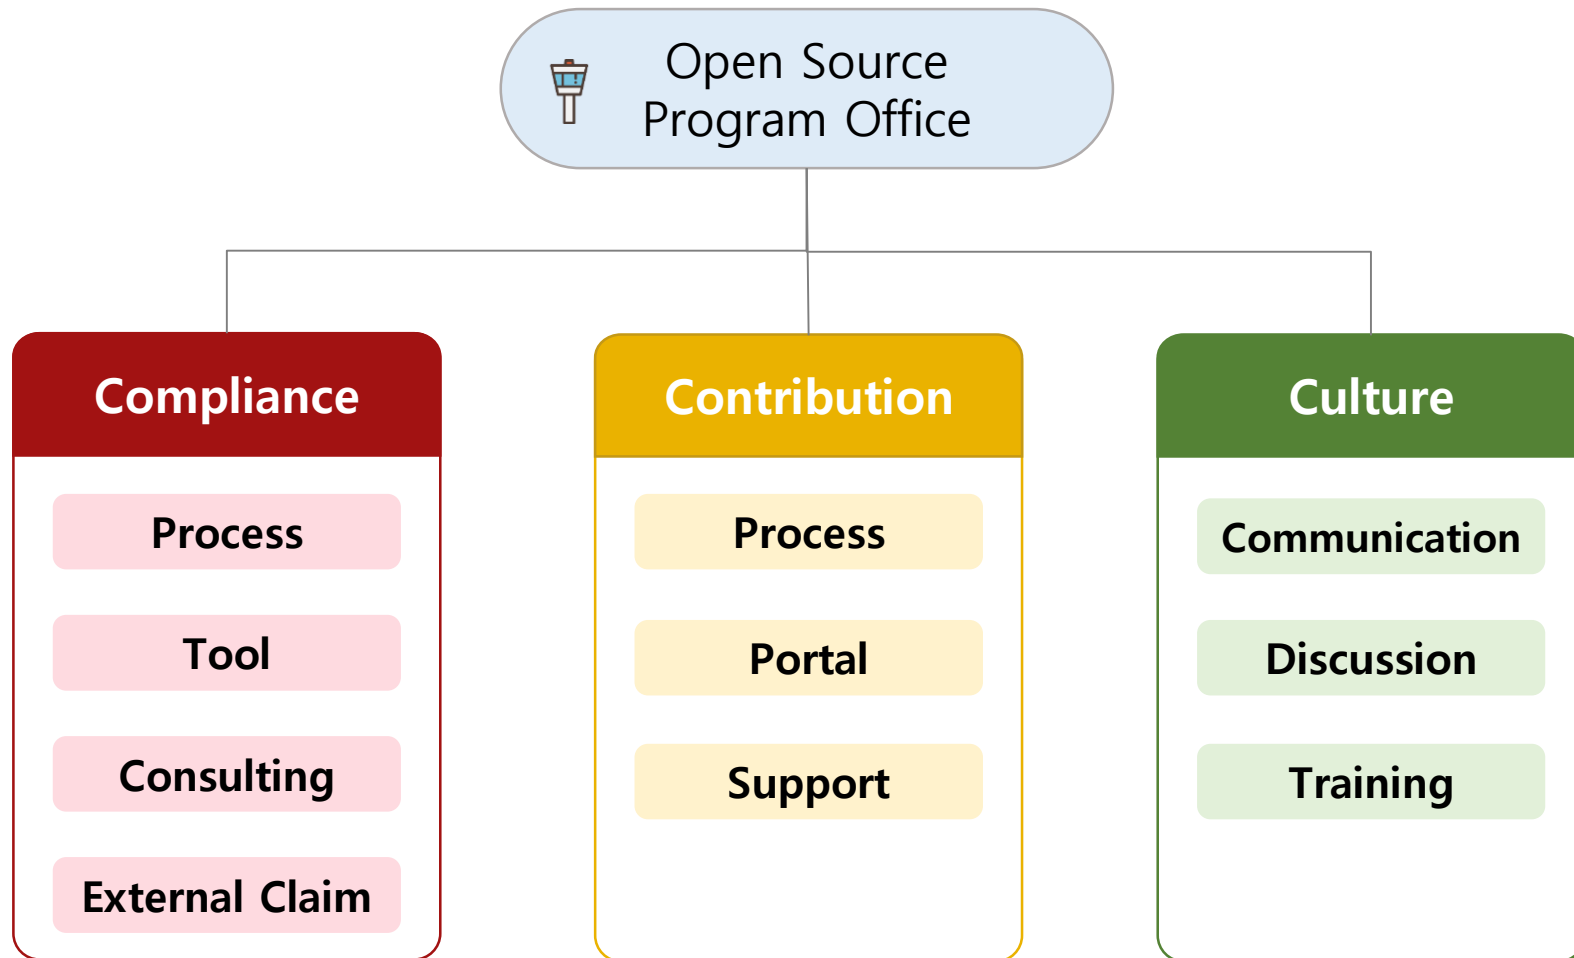 Open Source
Program Office
Compliance
Process
Tool
Consulting
External Claim
Contribution
Process
Portal
Support
Culture
Communication
Discussion
Training